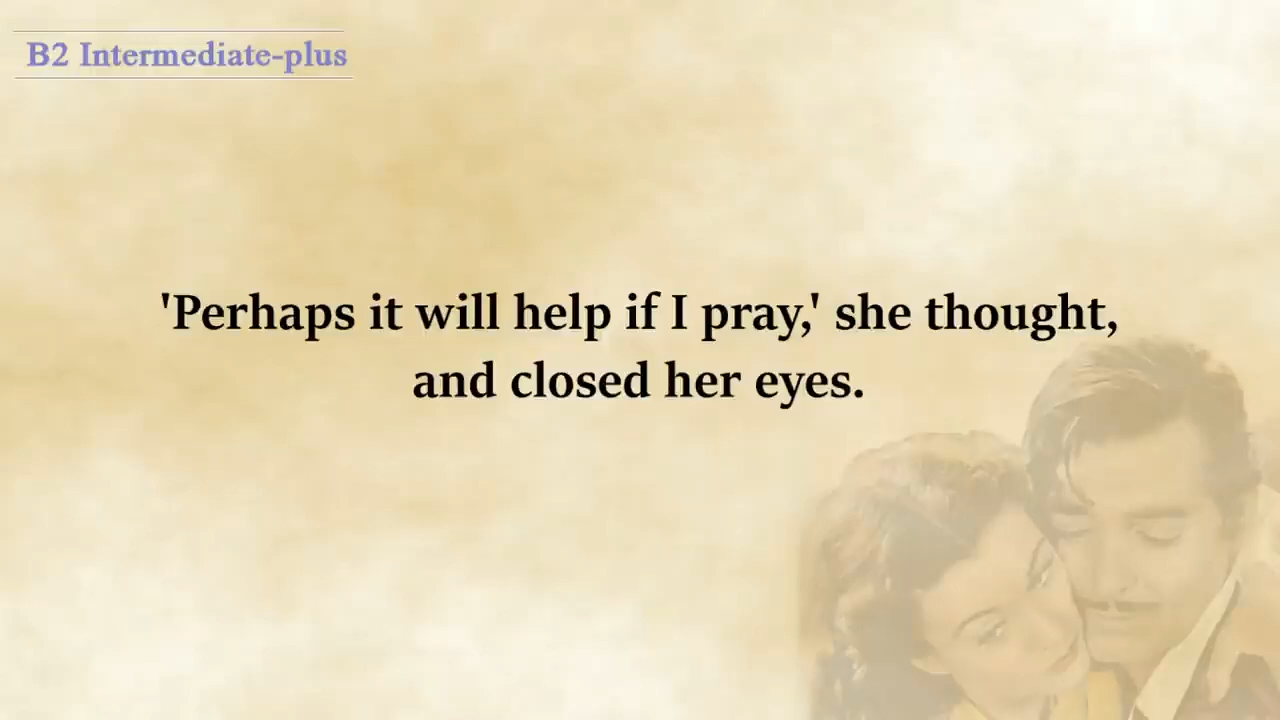 B2 Intermediate-plus
'Perhaps it will help if I pray,' she thought,
and closed her eyes.